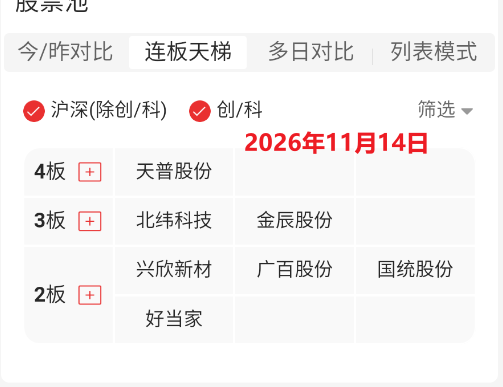 股票池
今/昨对比 连板天梯 多日对比 列表模式
沪深(除创/科) 创/科 筛选
2026年11月14日
4板 天普股份
3板 北纬科技 金辰股份
2板 兴欣新材 广百股份 国统股份
好当家